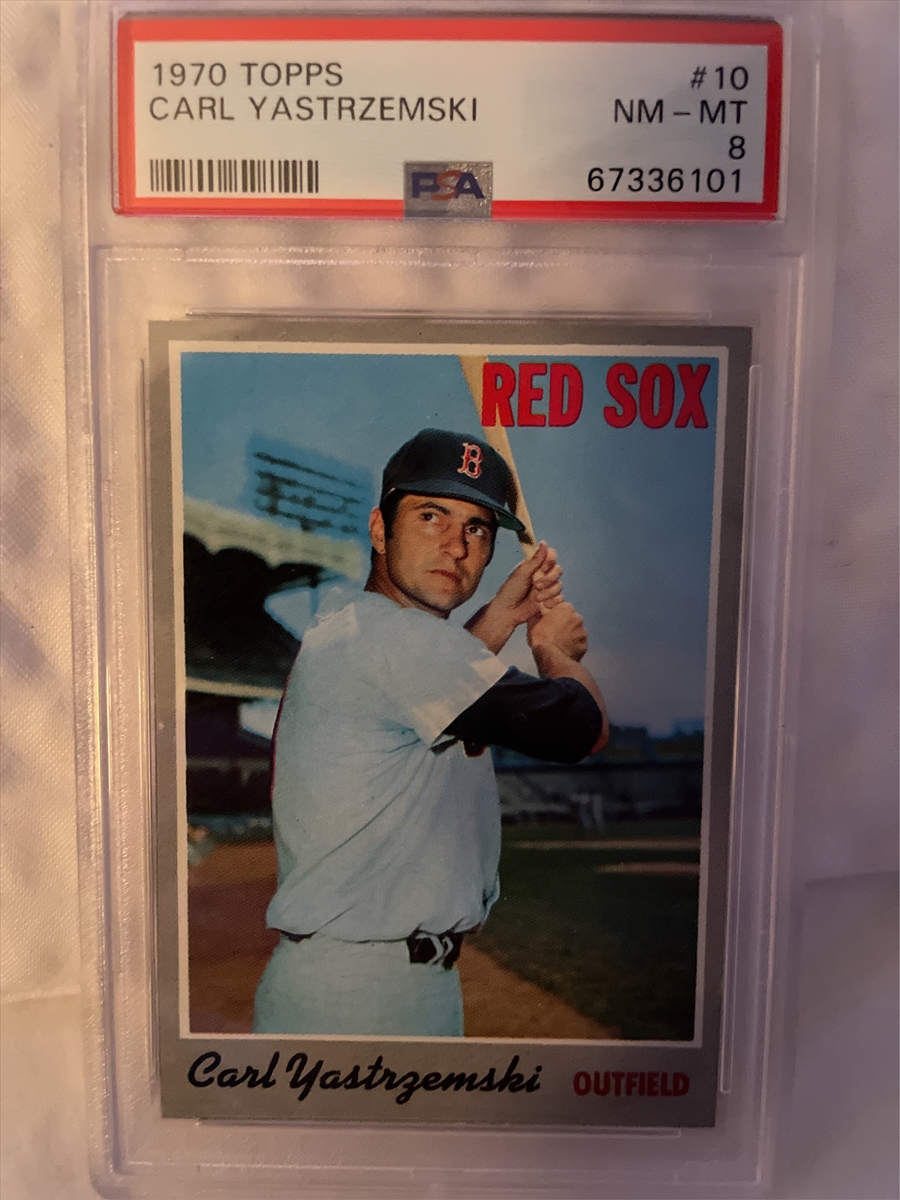 1970 TOPPS #10
CARL YASTRZEMSKI NM - MT
8
PSA 67336101
RED SOX
B
Carl Yastrzemski OUTFIELD